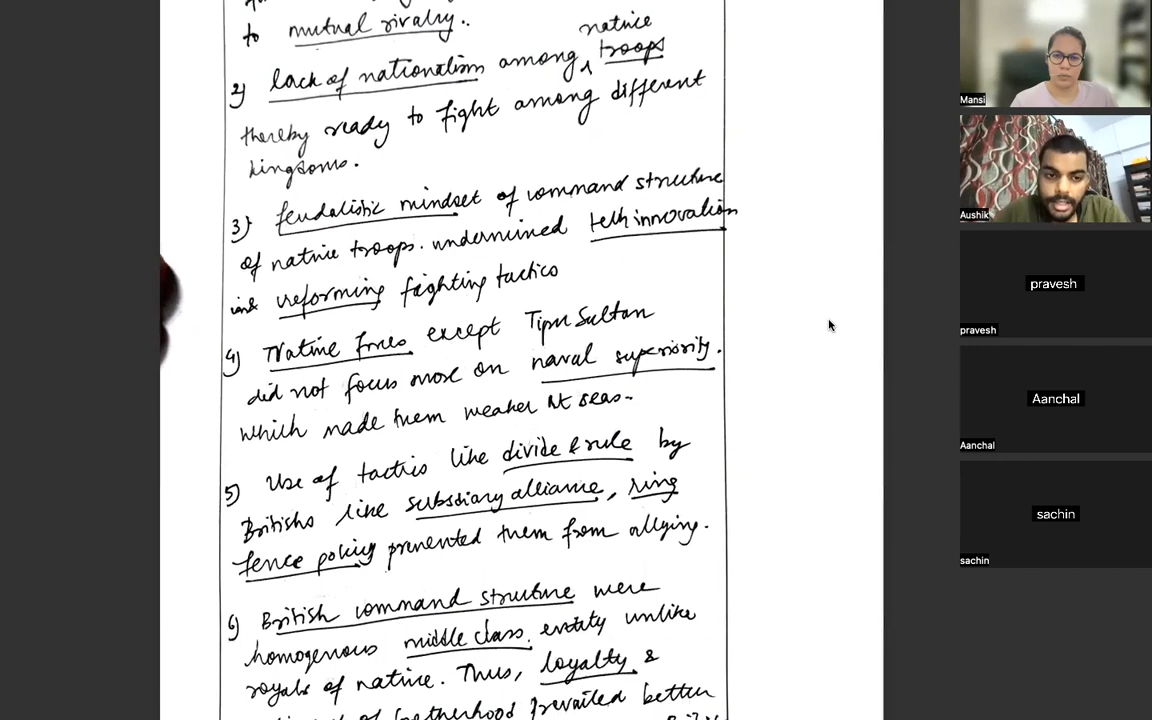 to mutual rivalry..
2) lack of nationalism among native troops
thereby ready to fight among different
kingdoms.
3) feudalistic mindset of command structure
of native troops. undermined tech innovation
and reforming fighting tactics
4) Native forces except Tipu Sultan
did not focus more on naval superiority.
which made them weaker at seas-
5) Use of tactics like divide & rule by
Britishs like subsdiary alliance, ring
fence policy prevented them from allying.
6) British command structure were
homogenous middle class entity unlike
royals of native. Thus, loyalty &
of brotherhood prevailed better
Mansi
Aushik
pravesh
pravesh
Aanchal
Aanchal
sachin
sachin